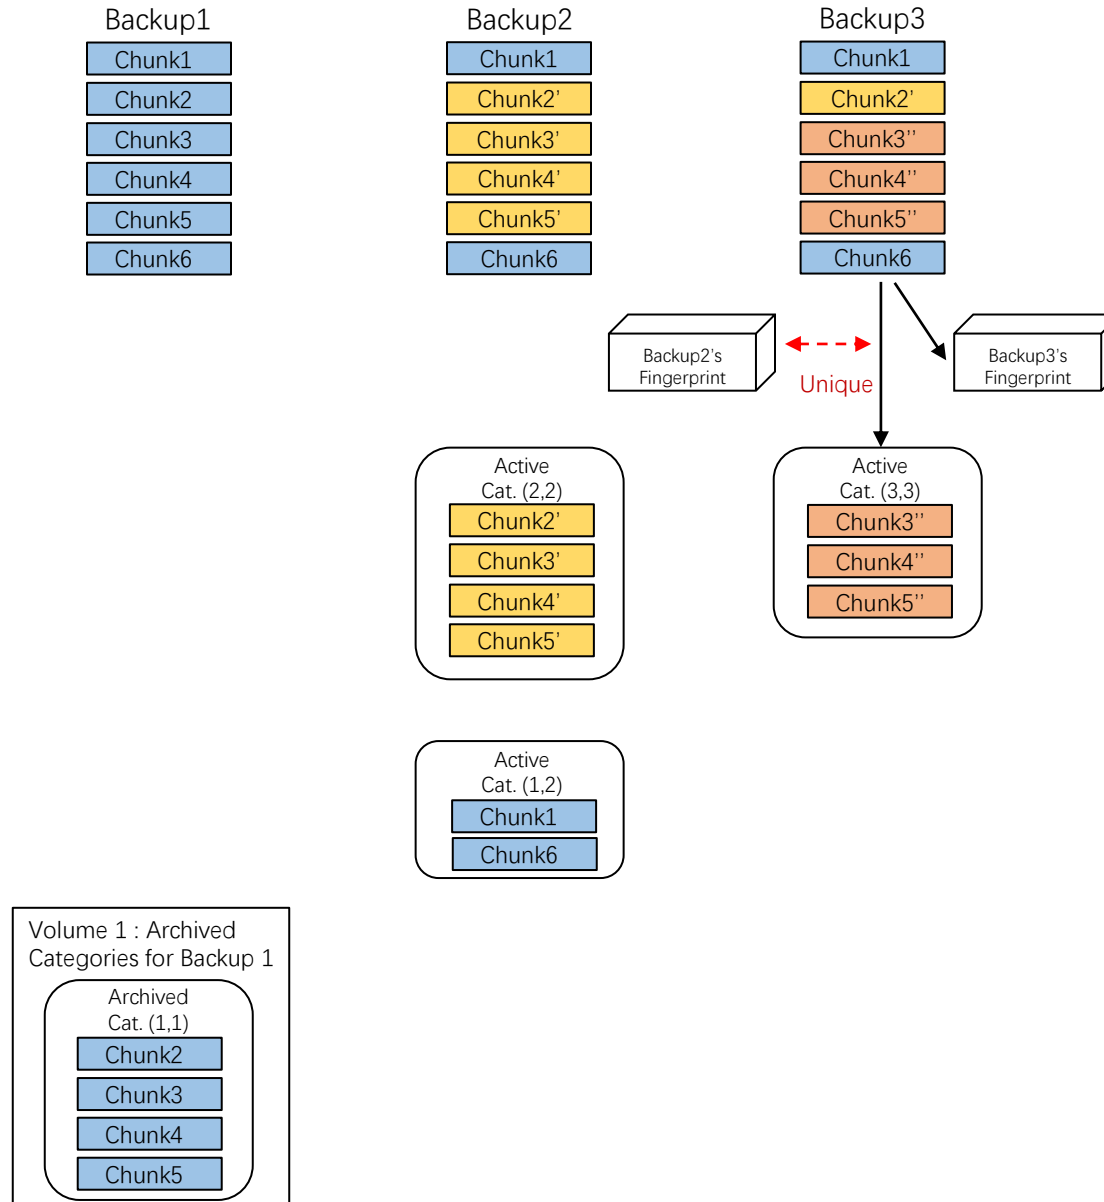 Backup1
Chunk1
Chunk2
Chunk3
Chunk4
Chunk5
Chunk6
Backup2
Chunk1
Chunk2'
Chunk3'
Chunk4'
Chunk5'
Chunk6
Backup3
Chunk1
Chunk2'
Chunk3''
Chunk4''
Chunk5''
Chunk6
Backup2's
Fingerprint
Unique
Backup3's
Fingerprint
Active
Cat. (2,2)
Chunk2'
Chunk3'
Chunk4'
Chunk5'
Active
Cat. (3,3)
Chunk3''
Chunk4''
Chunk5''
Active
Cat. (1,2)
Chunk1
Chunk6
Volume 1 : Archived
Categories for Backup 1
Archived
Cat. (1,1)
Chunk2
Chunk3
Chunk4
Chunk5